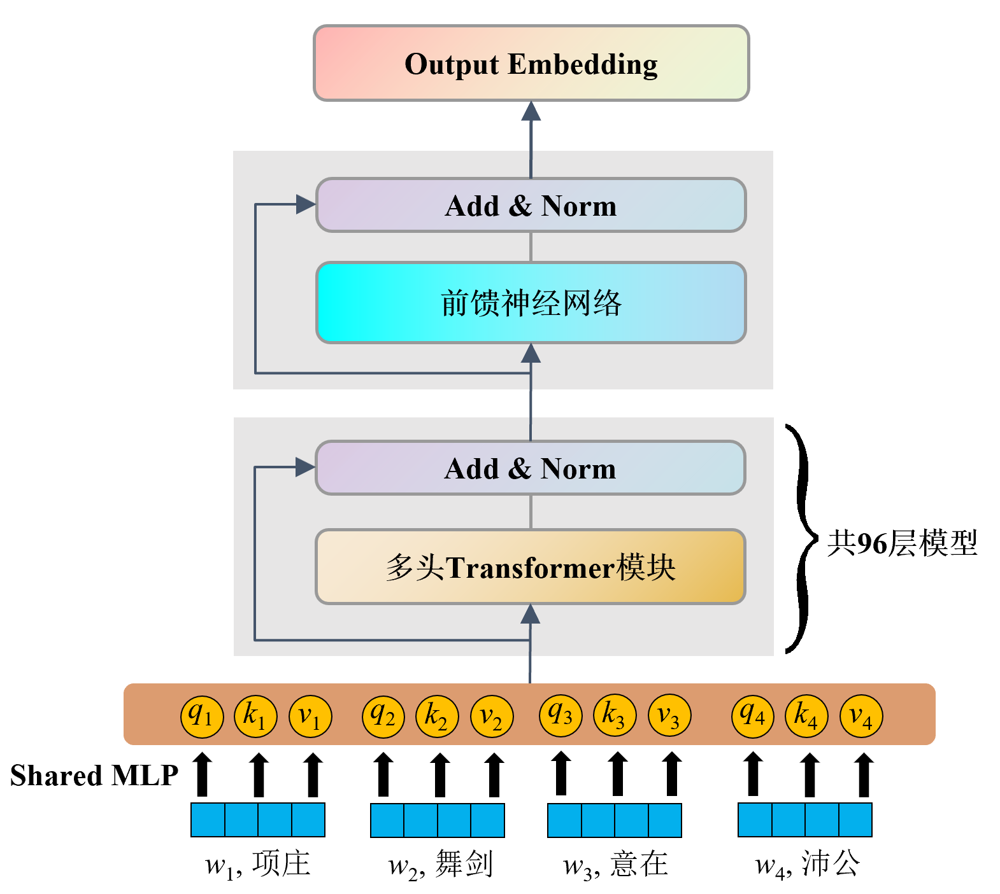 Output Embedding
Add & Norm
前馈神经网络
Add & Norm
多头Transformer模块
共96层模型
q1 k1 v1 q2 k2 v2 q3 k3 v3 q4 k4 v4
Shared MLP
w1, 项庄 w2, 舞剑 w3, 意在 w4, 沛公